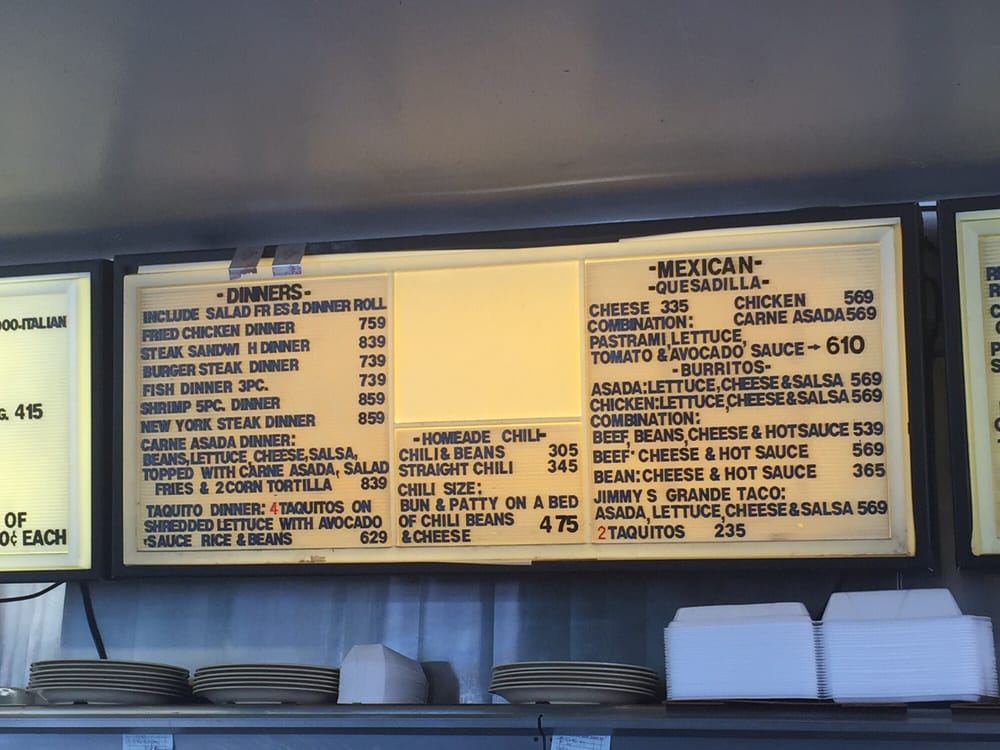 OO-ITALIAN
G. 415
OF
0¢ EACH
-DINNERS-
INCLUDE SALAD FR ES & DINNER ROLL
FRIED CHICKEN DINNER 759
STEAK SANDWI H DINNER 839
BURGER STEAK DINNER 739
FISH DINNER 3PC. 739
SHRIMP 5PC. DINNER 859
NEW YORK STEAK DINNER 859
CARNE ASADA DINNER:
BEANS, LETTUCE, CHEESE, SALSA,
TOPPED WITH CARNE ASADA, SALAD
FRIES & 2 CORN TORTILLA 839
TAQUITO DINNER: 4 TAQUITOS ON
SHREDDED LETTUCE WITH AVOCADO
SAUCE RICE & BEANS 629
-HOMEADE CHILI-
CHILI & BEANS 305
STRAIGHT CHILI 345
CHILI SIZE:
BUN & PATTY ON A BED
OF CHILI BEANS
& CHEESE 475
-MEXICAN-
-QUESADILLA-
CHEESE 335 CHICKEN 569
COMBINATION: CARNE ASADA 569
PASTRAMI, LETTUCE,
TOMATO & AVOCADO SAUCE → 610
-BURRITOS-
ASADA: LETTUCE, CHEESE & SALSA 569
CHICKEN: LETTUCE, CHEESE & SALSA 569
COMBINATION:
BEEF, BEANS, CHEESE & HOT SAUCE 539
BEEF: CHEESE & HOT SAUCE 569
BEAN: CHEESE & HOT SAUCE 365
JIMMY S GRANDE TACO:
ASADA, LETTUCE, CHEESE & SALSA 569
2 TAQUITOS 235